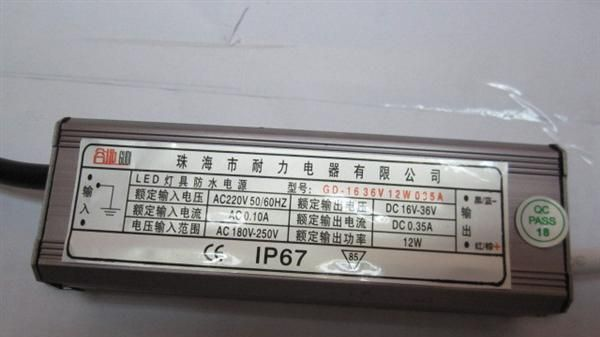 GD
珠海市耐力电器有限公司
LED灯具防水电源 型号: GD-1636V12W035A
输入
额定输入电压 AC220V 50/60HZ 额定输出电压 DC 16V-36V
额定输入电流 AC 0.10A 额定输出电流 DC 0.35A
电压输入范围 AC 180V-250V 额定输出功率 12W
黑/蓝-
输出
红/棕+
CE IP67 85
QC
PASS
18